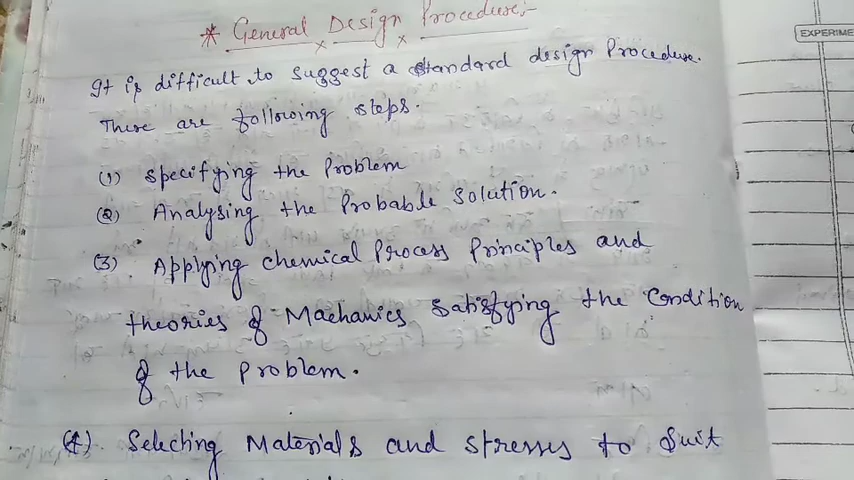 * General Design Procedure:-
EXPERIME
It is difficult to suggest a standard design Procedure.
There are following steps.
(1) Specifying the Problem
(2) Analysing the Probable Solution.
(3) Applying chemical Process Principles and
theories of Mechanics satisfying the Condition
of the Problem.
(4). Selecting Materials and stresses to Suit